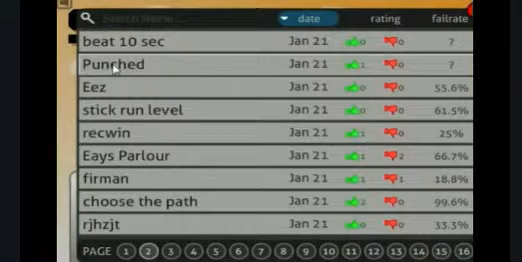 Search Name... date rating failrate
beat 10 sec Jan 21 0 0 ?
Punched Jan 21 1 0 ?
Eez Jan 21 0 0 55.6%
stick run level Jan 21 0 0 61.5%
recwin Jan 21 1 0 25%
Eays Parlour Jan 21 1 2 66.7%
firman Jan 21 1 1 18.8%
choose the path Jan 21 2 0 99.6%
rjhzjt Jan 21 0 0 33.3%
PAGE 1 2 3 4 5 6 7 8 9 10 11 12 13 14 15 16